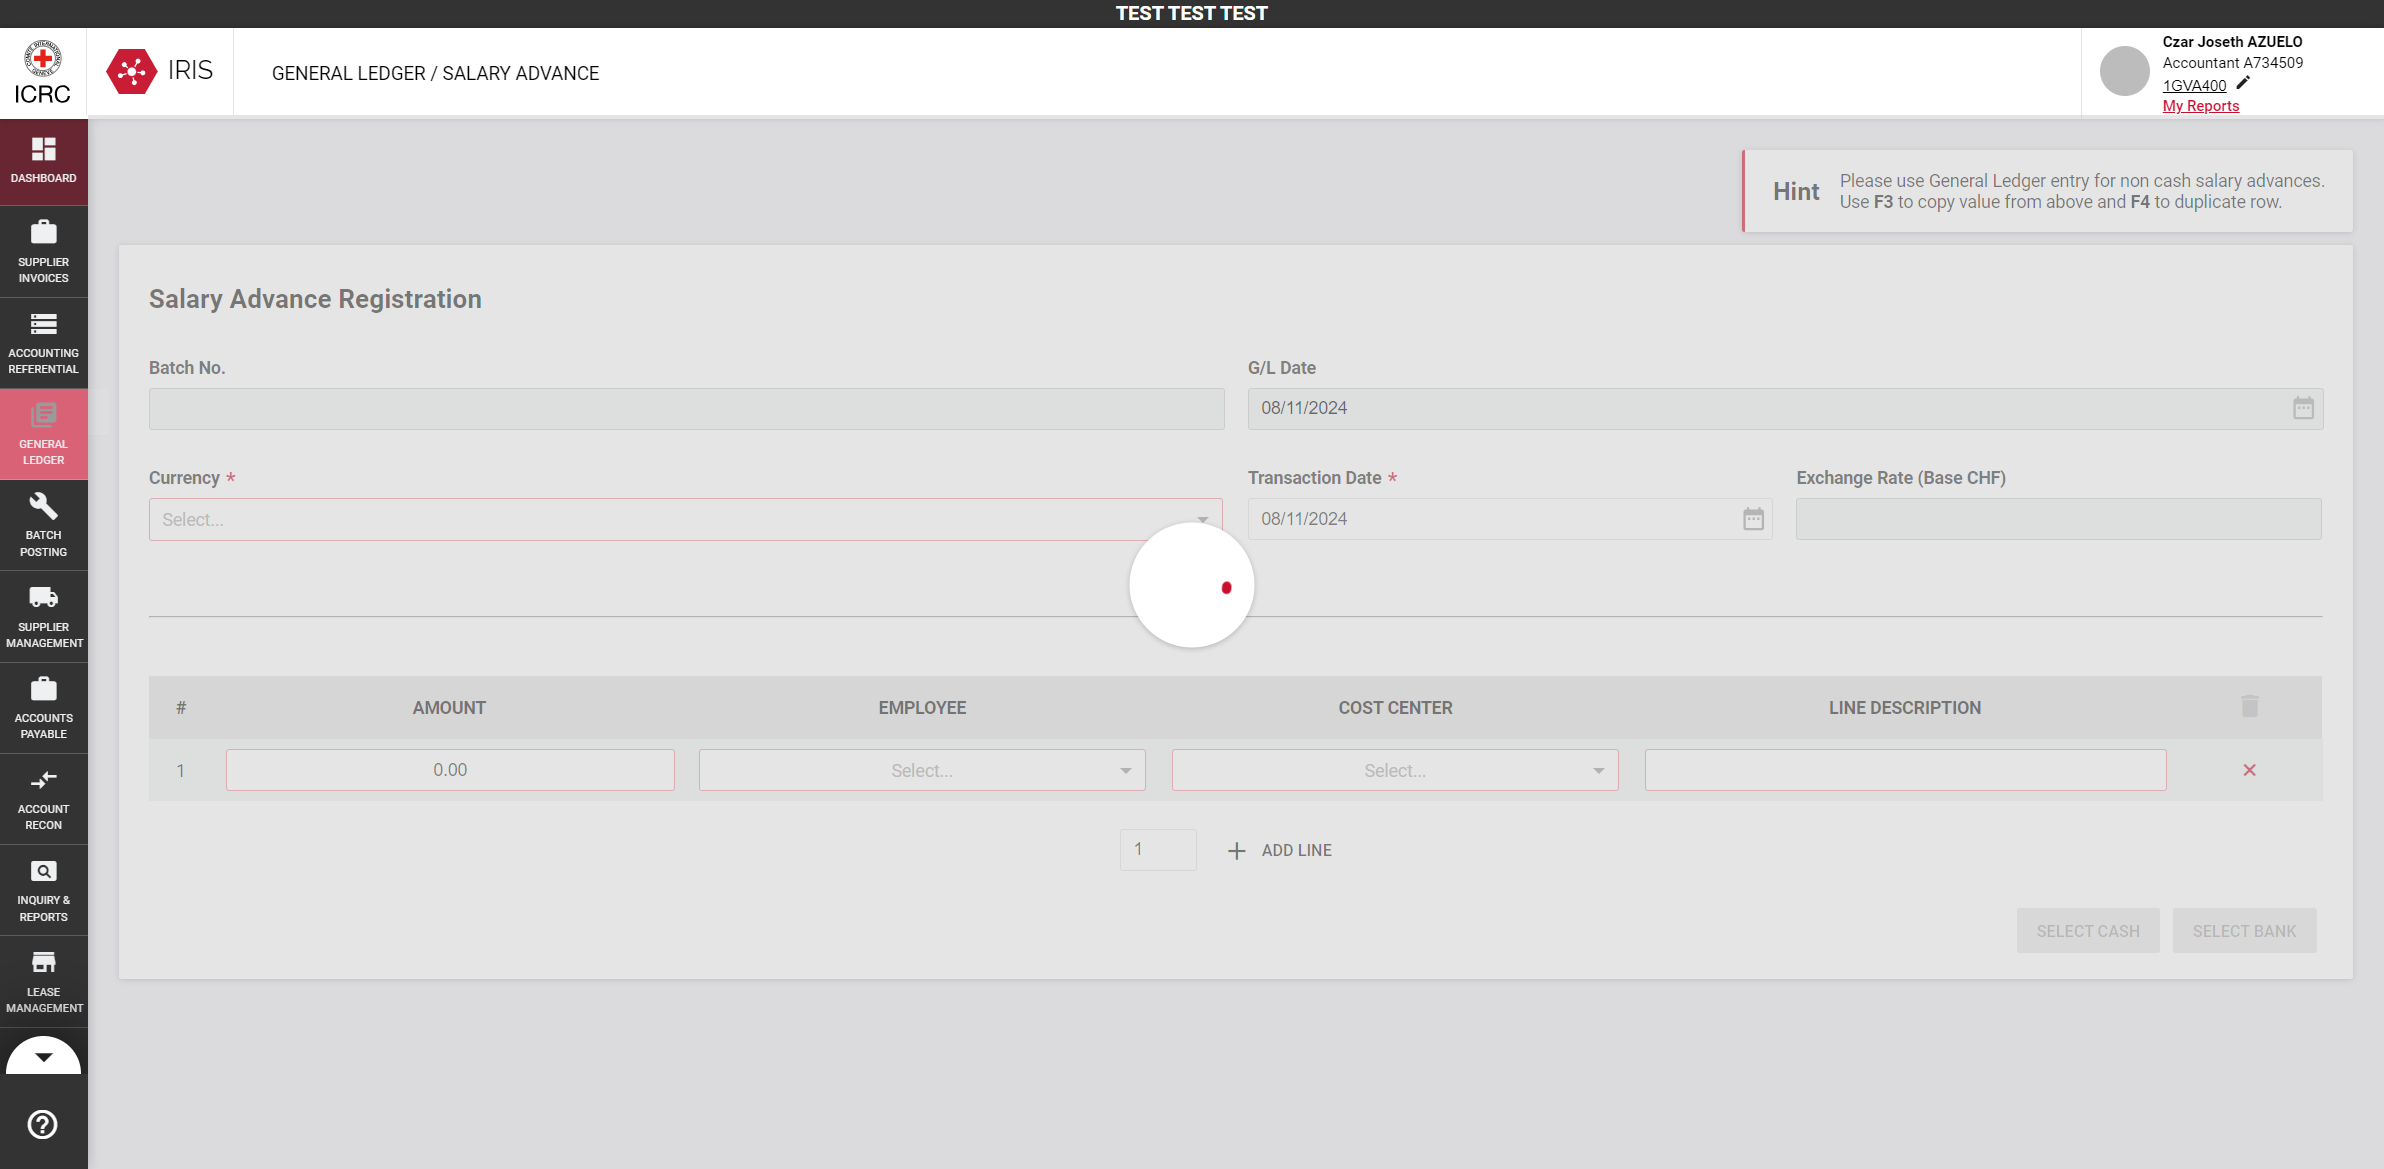 TEST TEST TEST
ICRC
IRIS
GENERAL LEDGER / SALARY ADVANCE
Czar Joseth AZUELO
Accountant A734509
1GVA400
My Reports
DASHBOARD
SUPPLIER
INVOICES
ACCOUNTING
REFERENTIAL
GENERAL
LEDGER
BATCH
POSTING
SUPPLIER
MANAGEMENT
ACCOUNTS
PAYABLE
ACCOUNT
RECON
INQUIRY &
REPORTS
LEASE
MANAGEMENT
Hint
Please use General Ledger entry for non cash salary advances.
Use F3 to copy value from above and F4 to duplicate row.
Salary Advance Registration
Batch No.
G/L Date
08/11/2024
Currency *
Transaction Date *
Exchange Rate (Base CHF)
Select...
08/11/2024
# AMOUNT EMPLOYEE COST CENTER LINE DESCRIPTION
1 0.00 Select... Select...
1 + ADD LINE
SELECT CASH SELECT BANK